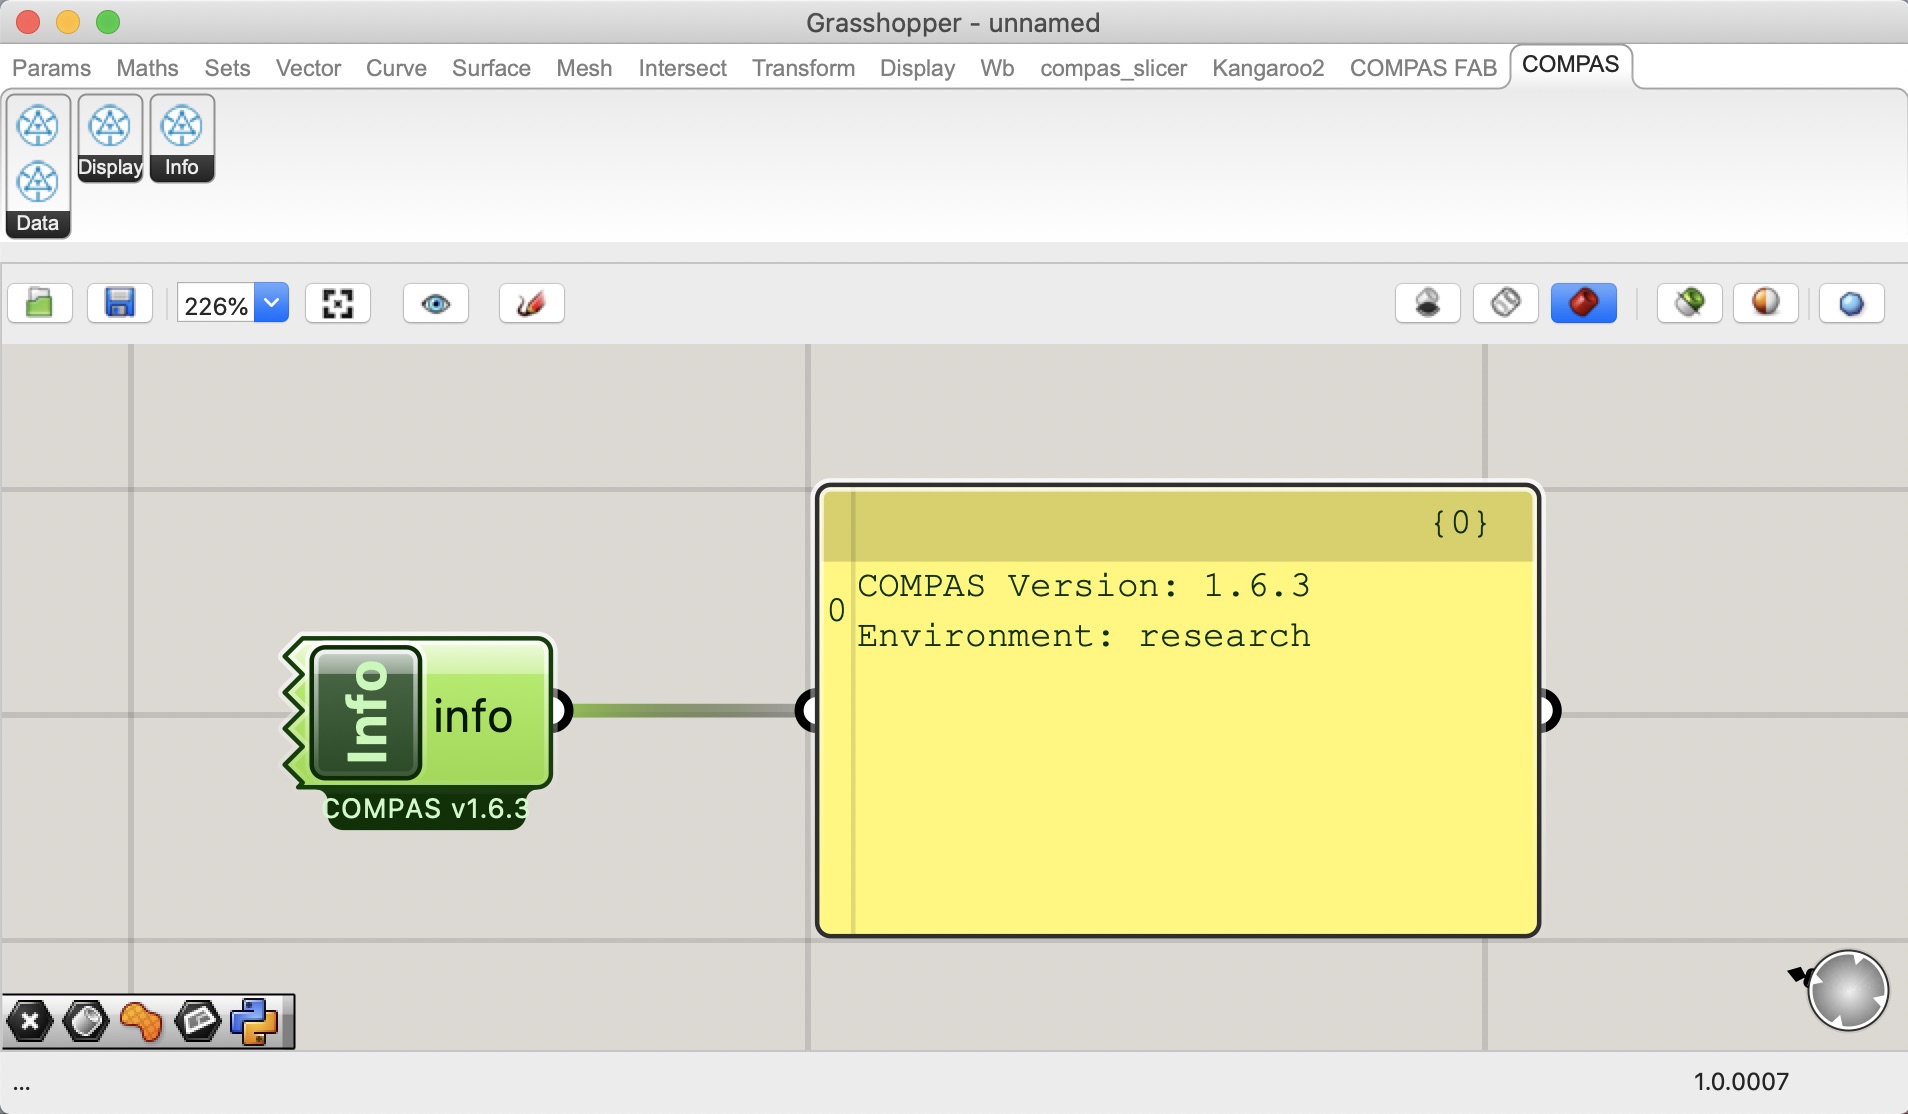 Grasshopper - unnamed
Params Maths Sets Vector Curve Surface Mesh Intersect Transform Display Wb compas_slicer Kangaroo2 COMPAS FAB COMPAS
Display Info
Data
226%
{0}
COMPAS Version: 1.6.3
0
Environment: research
Info info
COMPAS v1.6.3
... 1.0.0007